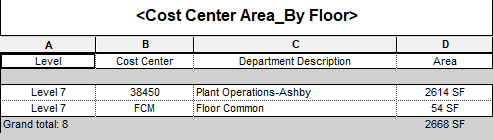 <Cost Center Area_By Floor>
A B C D
Level Cost Center Department Description Area
Level 7 38450 Plant Operations-Ashby 2614 SF
Level 7 FCM Floor Common 54 SF
Grand total: 8 2668 SF